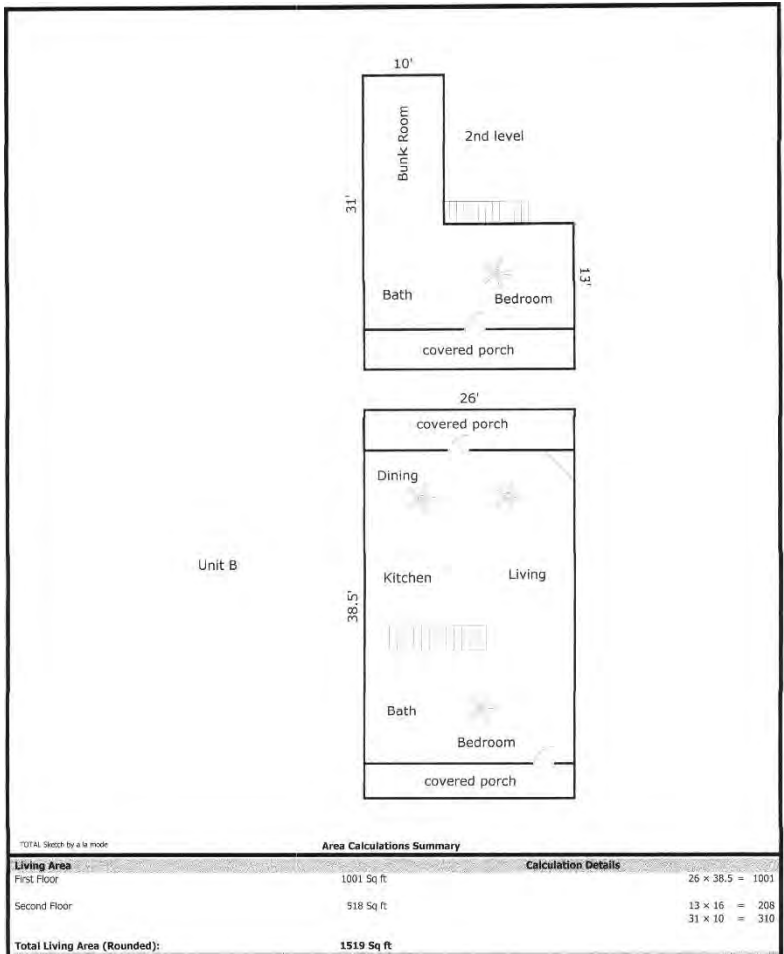 10'
Bunk Room
2nd level
31'
13'
Bath
Bedroom
covered porch
26'
covered porch
Dining
Unit B
Kitchen
Living
38.5'
Bath
Bedroom
covered porch
TOTAL Sketch by a la mode
Area Calculations Summary
Living Area Calculation Details
First Floor 1001 Sq ft 26 × 38.5 = 1001
Second Floor 518 Sq ft 13 × 16 = 208
31 × 10 = 310
Total Living Area (Rounded): 1519 Sq ft